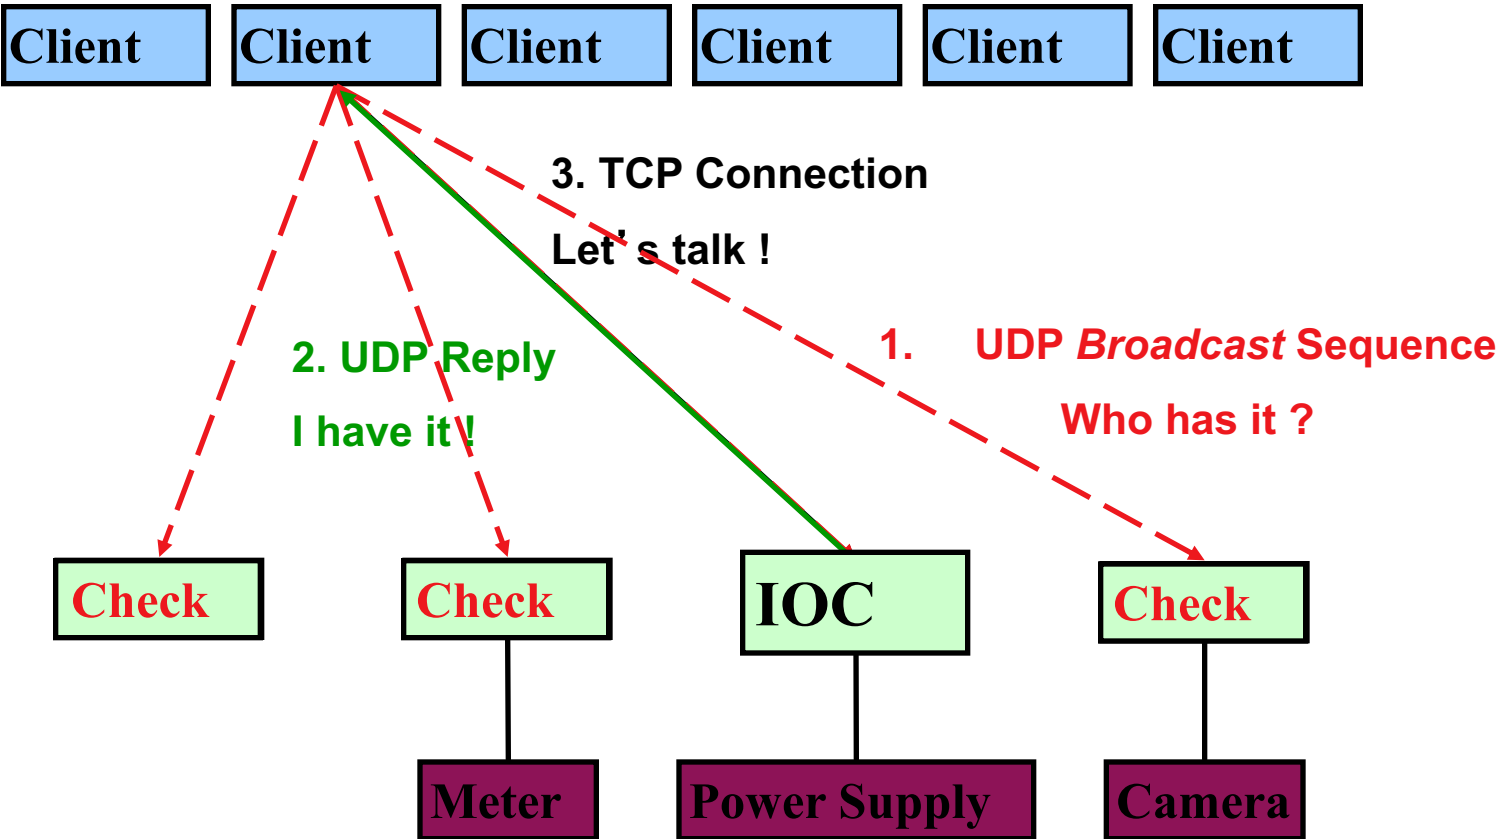 Client
Client
Client
Client
Client
Client
3. TCP Connection
Let’s talk !
1. UDP Broadcast Sequence
Who has it ?
2. UDP Reply
I have it !
Check
Check
IOC
Check
Meter
Power Supply
Camera